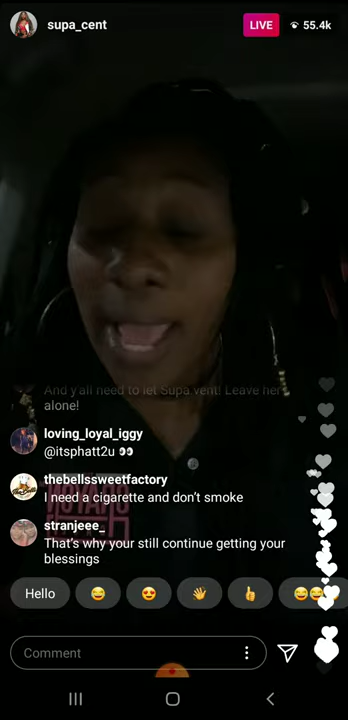 supa_cent
LIVE
55.4k
And y'all need to let Supa vent! Leave her
alone!
loving_loyal_iggy
@itsphatt2u 👀
thebellssweetfactory
I need a cigarette and don't smoke
stranjeee_
That's why your still continue getting your
blessings
Hello
Comment